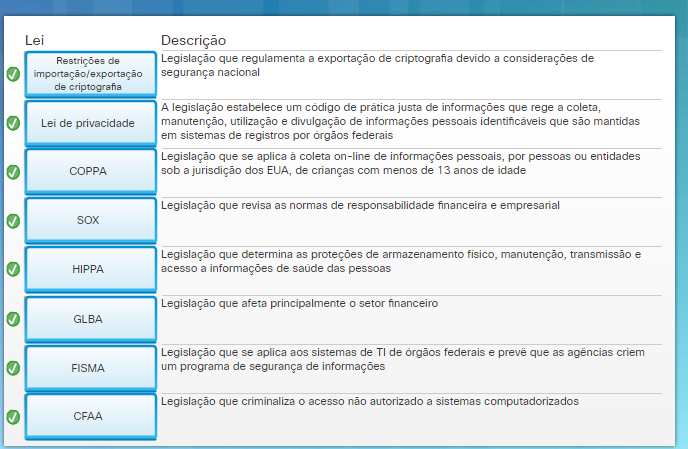 Lei
Descrição
Restrições de
importação/exportação
de criptografia
Legislação que regulamenta a exportação de criptografia devido a considerações de
segurança nacional
Lei de privacidade
A legislação estabelece um código de prática justa de informações que rege a coleta,
manutenção, utilização e divulgação de informações pessoais identificáveis que são mantidas
em sistemas de registros por órgãos federais
COPPA
Legislação que se aplica à coleta on-line de informações pessoais, por pessoas ou entidades
sob a jurisdição dos EUA, de crianças com menos de 13 anos de idade
SOX
Legislação que revisa as normas de responsabilidade financeira e empresarial
HIPPA
Legislação que determina as proteções de armazenamento físico, manutenção, transmissão e
acesso a informações de saúde das pessoas
GLBA
Legislação que afeta principalmente o setor financeiro
FISMA
Legislação que se aplica aos sistemas de TI de órgãos federais e prevê que as agências criem
um programa de segurança de informações
CFAA
Legislação que criminaliza o acesso não autorizado a sistemas computadorizados